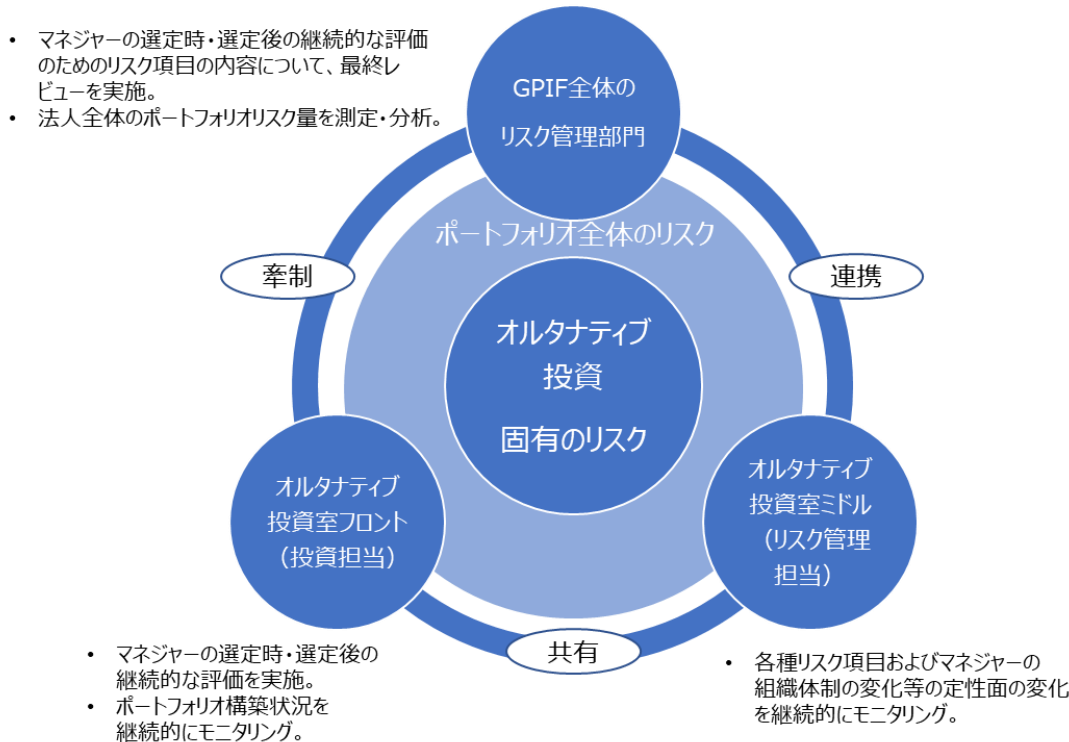 • マネジャーの選定時・選定後の継続的な評価
のためのリスク項目の内容について、最終レ
ビューを実施。
• 法人全体のポートフォリオリスク量を測定・分析。
GPIF全体の
リスク管理部門
ポートフォリオ全体のリスク
牽制
連携
オルタナティブ
投資
固有のリスク
オルタナティブ
投資室フロント
（投資担当）
オルタナティブ
投資室ミドル
（リスク管理
担当）
共有
• マネジャーの選定時・選定後の
継続的な評価を実施。
• ポートフォリオ構築状況を
継続的にモニタリング。
• 各種リスク項目およびマネジャーの
組織体制の変化等の定性面の変化
を継続的にモニタリング。